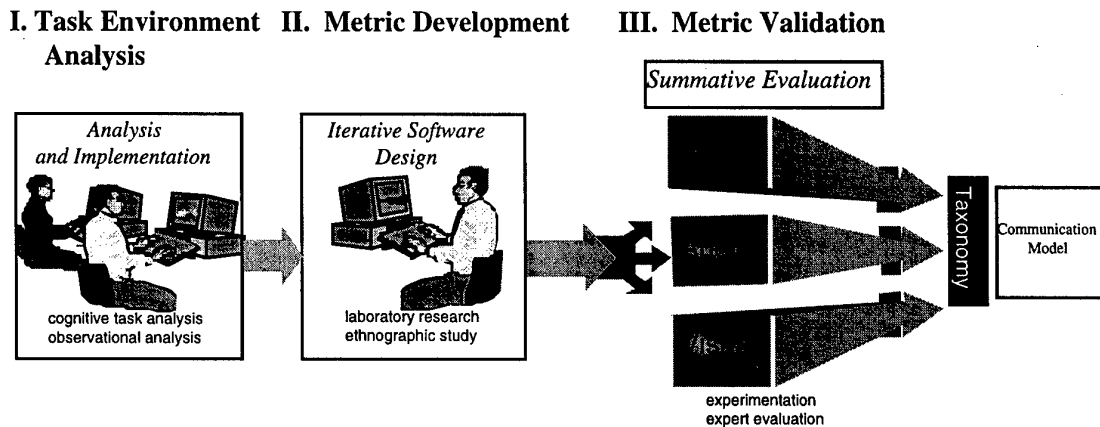 I. Task Environment
Analysis
II. Metric Development
III. Metric Validation
Analysis
and Implementation
cognitive task analysis
observational analysis
Iterative Software
Design
laboratory research
ethnographic study
Summative Evaluation
experimentation
expert evaluation
Taxonomy
Communication
Model